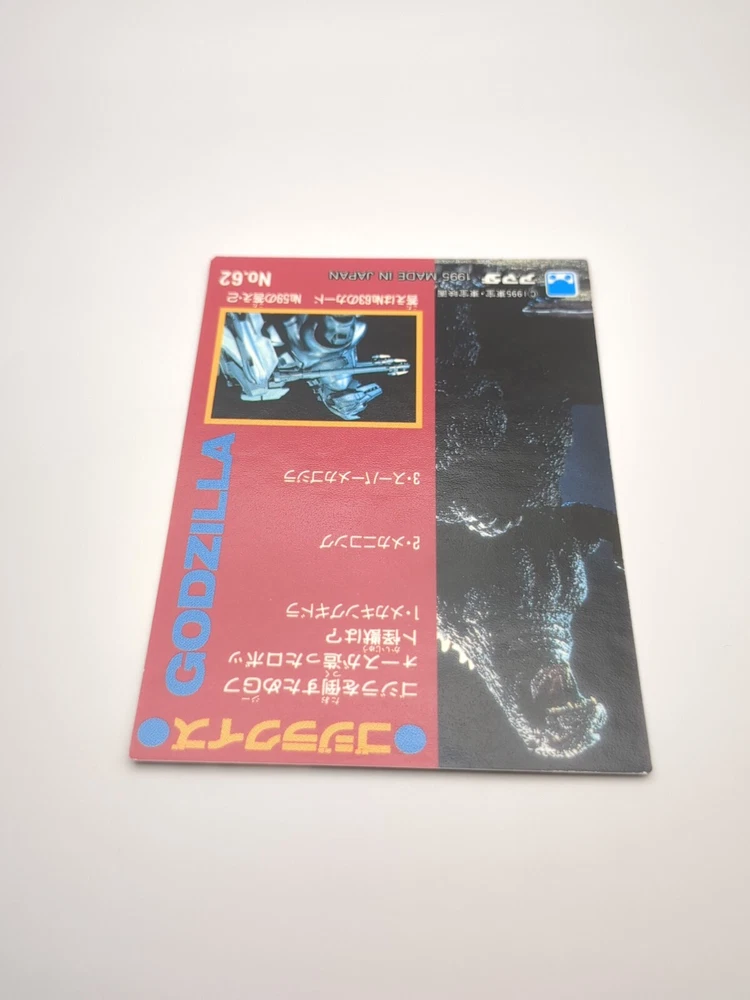 ゴジラクイズ
ゴジラを倒すためGフ
オースが造ったロボッ
ト怪獣は?
1・メカキングギドラ
2・メカニコング
3・スーパーメカゴジラ
答えはNo.63のカード No.59の答え・2
No.62
GODZILLA
©1995東宝・東宝映画
アマダ 1995 MADE IN JAPAN